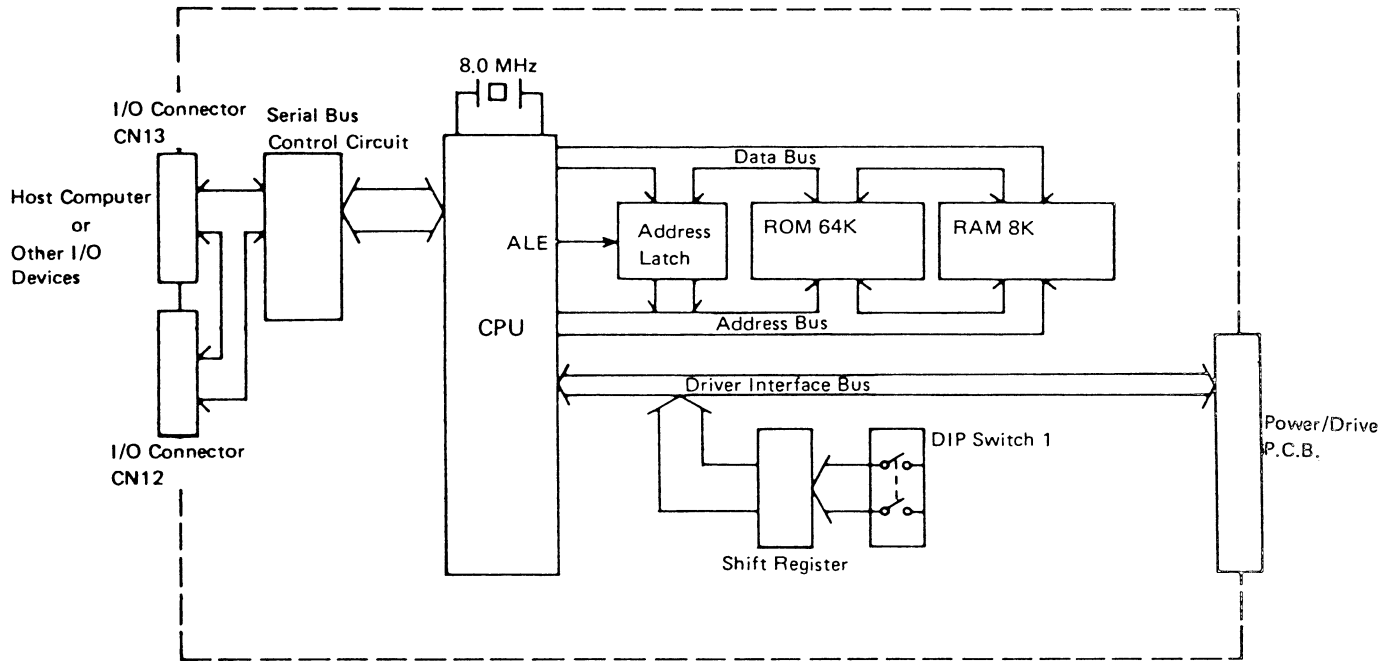 8.0 MHz
I/O Connector
CN13
Serial Bus
Control Circuit
Data Bus
Host Computer
or
Other I/O
Devices
ALE
Address
Latch
ROM 64K
RAM 8K
CPU
Address Bus
Driver Interface Bus
I/O Connector
CN12
DIP Switch 1
Power/Drive
P.C.B.
Shift Register